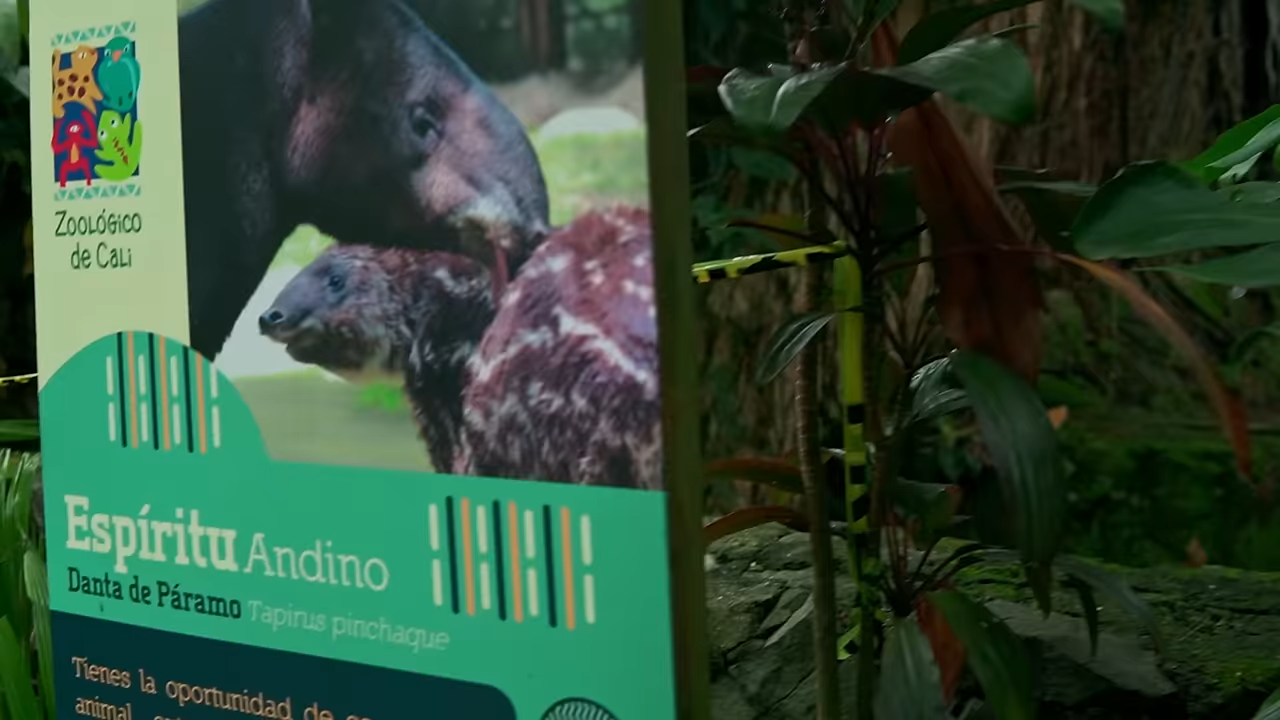 ZOOLÓGICO
de CALI
Espíritu Andino
Danta de Páramo Tapirus pinchaque
Tienes la oportunidad de
animal